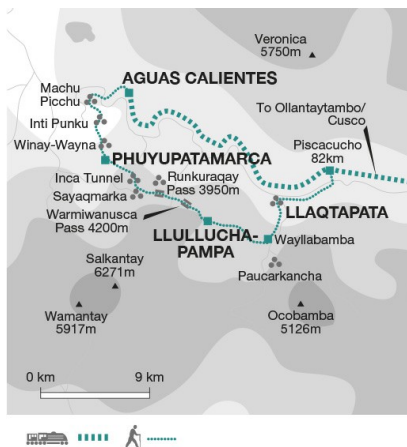 Veronica
5750m
AGUAS CALIENTES
Machu
Picchu
To Ollantaytambo/
Cusco
Inti Punku
Piscacucho
82km
Winay-Wayna
PHUYUPATAMARCA
Inca Tunnel
Runkuraqay
Pass 3950m
Sayaqmarka
LLAQTAPATA
Warmiwanusca
Pass 4200m
LLULLUCHA-
PAMPA
Wayllabamba
Salkantay
6271m
Paucarkancha
Wamantay
5917m
Ocobamba
5126m
0 km
9 km